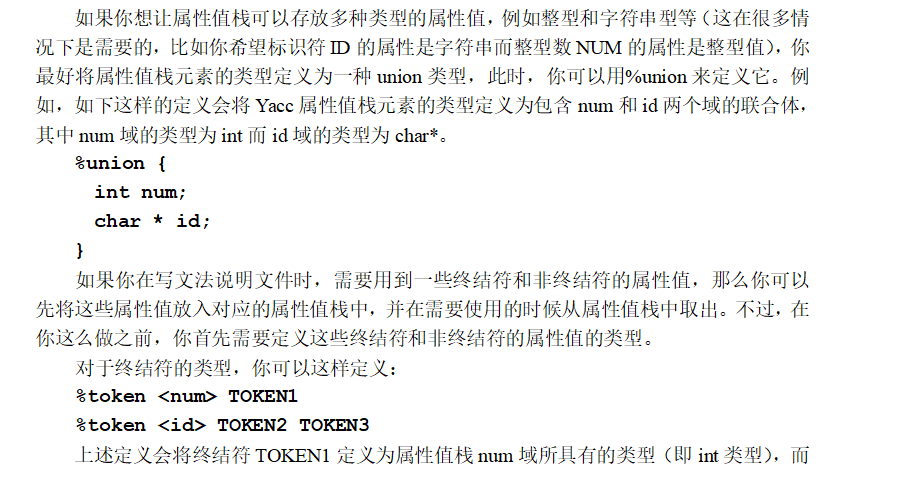 如果你想让属性值栈可以存放多种类型的属性值，例如整型和字符串型等（这在很多情
况下是需要的，比如你希望标识符 ID 的属性是字符串而整型数 NUM 的属性是整型值），你
最好将属性值栈元素的类型定义为一种 union 类型，此时，你可以用%union 来定义它。例
如，如下这样的定义会将 Yacc 属性值栈元素的类型定义为包含 num 和 id 两个域的联合体，
其中 num 域的类型为 int 而 id 域的类型为 char*。
%union {
int num;
char * id;
}
如果你在写文法说明文件时，需要用到一些终结符和非终结符的属性值，那么你可以
先将这些属性值放入对应的属性值栈中，并在需要使用的时候从属性值栈中取出。不过，在
你这么做之前，你首先需要定义这些终结符和非终结符的属性值的类型。
对于终结符的类型，你可以这样定义：
%token <num> TOKEN1
%token <id> TOKEN2 TOKEN3
上述定义会将终结符 TOKEN1 定义为属性值栈 num 域所具有的类型（即 int 类型），而